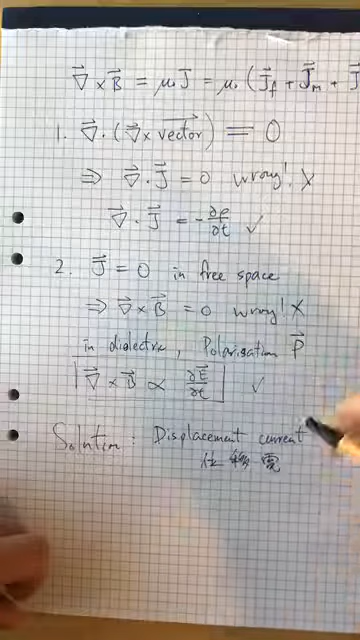 ∇⃗ × B⃗ = μ₀ J⃗ = μ₀ (J⃗f + J⃗m + J⃗
1. ∇⃗ · (∇⃗ × vector⃗) = 0
⇒ ∇⃗ · J⃗ = 0 wrong! X
∇⃗ · J⃗ = -∂ρ/∂t ✓
2. J⃗ = 0 in free space
⇒ ∇⃗ × B⃗ = 0 wrong! X
in dielectric, Polarisation P⃗
∇⃗ × B⃗ ∝ ∂E⃗/∂t ✓
Solution: Displacement current
位移電